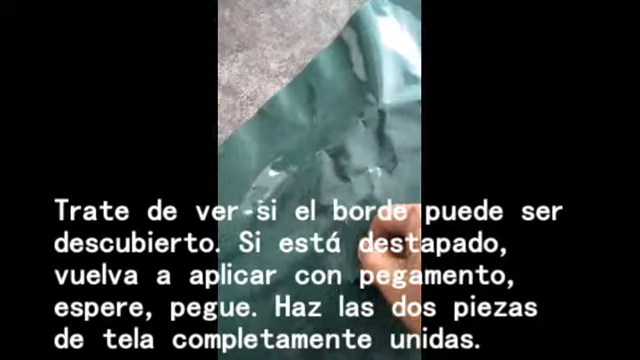 Trate de ver si el borde puede ser
descubierto. Si está destapado,
vuelva a aplicar con pegamento,
espere, pegue. Haz las dos piezas
de tela completamente unidas.